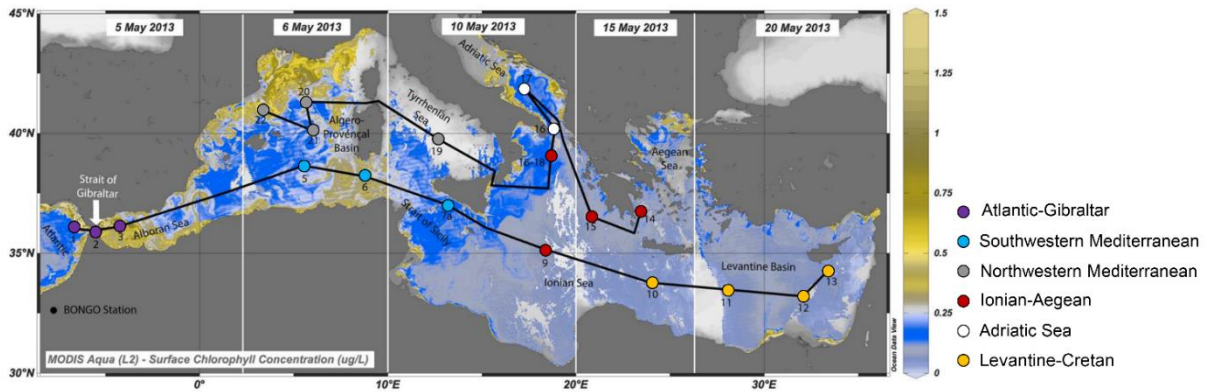 5 May 2013
6 May 2013
10 May 2013
15 May 2013
20 May 2013
45°N
40°N
35°N
30°N
0°E
10°E
20°E
30°E
Adriatic Sea
Tyrrhenian
Sea
Algero-
Provençal
Basin
Aegean
Sea
Strait of
Gibraltar
Atlantic
Alboran Sea
Strait of Sicily
Ionian Sea
Levantine Basin
17
20
22
21
16
19
16-18
5
6
14
15
2
3
9
10
11
12
13
BONGO Station
MODIS Aqua (L2) - Surface Chlorophyll Concentration (ug/L)
Ocean Data View
1.5
1.25
1
0.75
0.5
0.25
0
Atlantic-Gibraltar
Southwestern Mediterranean
Northwestern Mediterranean
Ionian-Aegean
Adriatic Sea
Levantine-Cretan